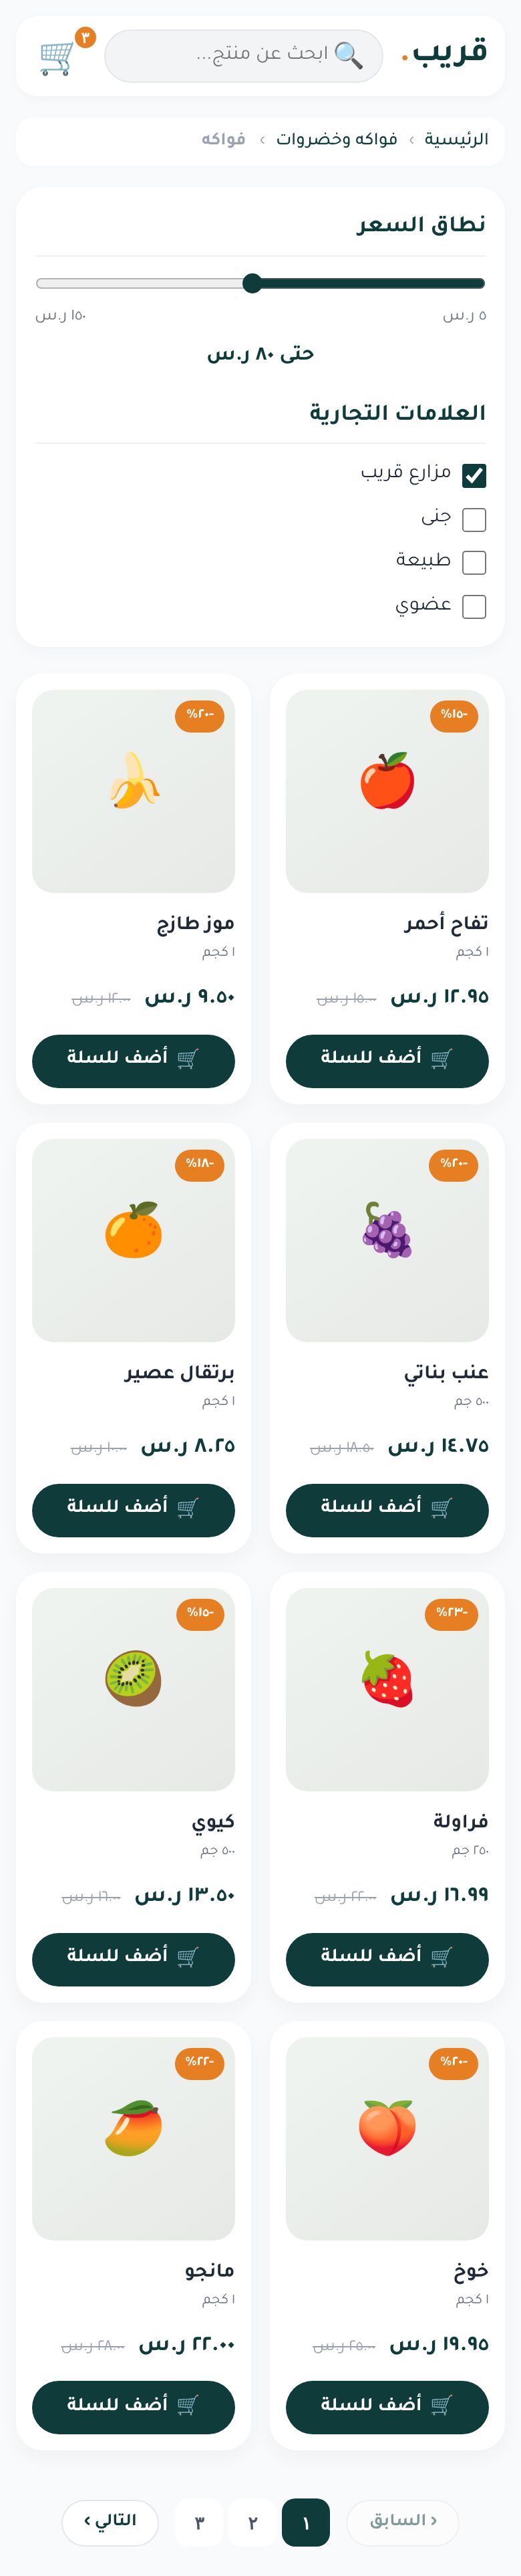 قريب.
ابحث عن منتج...
٣
الرئيسية › فواكه وخضروات › فواكه
نطاق السعر
٥ ر.س
١٥٠ ر.س
حتى ٨٠ ر.س
العلامات التجارية
مزارع قريب
جنى
طبيعة
عضوي
-١٥%
تفاح أحمر
١ كجم
١٢.٩٥ ر.س ١٥.٠٠ ر.س
أضف للسلة
-٢٠%
موز طازج
١ كجم
٩.٥٠ ر.س ١٢.٠٠ ر.س
أضف للسلة
-٢٠%
عنب بناتي
٥٠٠ جم
١٤.٧٥ ر.س ١٨.٥٠ ر.س
أضف للسلة
-١٨%
برتقال عصير
١ كجم
٨.٢٥ ر.س ١٠.٠٠ ر.س
أضف للسلة
-٢٣%
فراولة
٢٥٠ جم
١٦.٩٩ ر.س ٢٢.٠٠ ر.س
أضف للسلة
-١٥%
كيوي
٥٠٠ جم
١٣.٥٠ ر.س ١٦.٠٠ ر.س
أضف للسلة
-٢٠%
خوخ
١ كجم
١٩.٩٥ ر.س ٢٥.٠٠ ر.س
أضف للسلة
-٢٢%
مانجو
١ كجم
٢٢.٠٠ ر.س ٢٨.٠٠ ر.س
أضف للسلة
‹ السابق ١ ٢ ٣ التالي ›